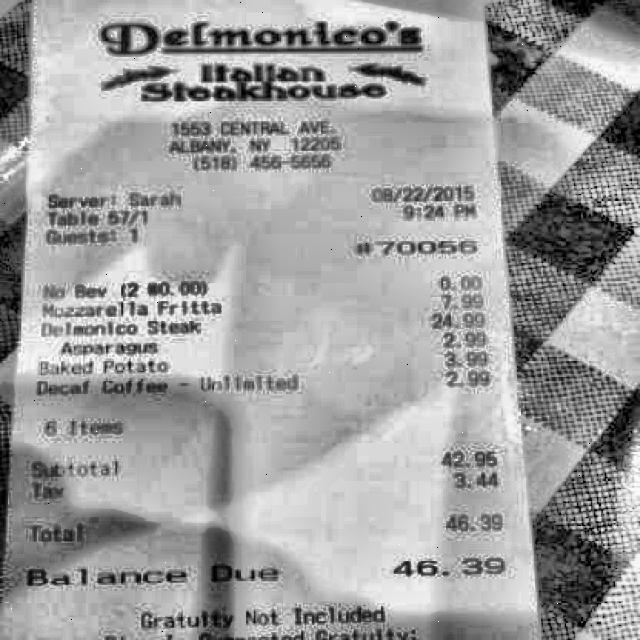 Delmonico's
Italian
Steakhouse
1553 CENTRAL AVE.
ALBANY, NY 12205
(518) 456-5656
Server: Sarah 08/22/2015
Table 67/1 9:24 PM
Guests: 1
#70056
No Bev (2 @0.00) 0.00
Mozzarella Fritta 7.99
Delmonico Steak 24.99
Asparagus 2.99
Baked Potato 3.99
Decaf Coffee - Unlimited 2.99
6 Items
Subtotal 42.95
Tax 3.44
Total 46.39
Balance Due 46.39
Gratuity Not Included
Suggested Gratuity: